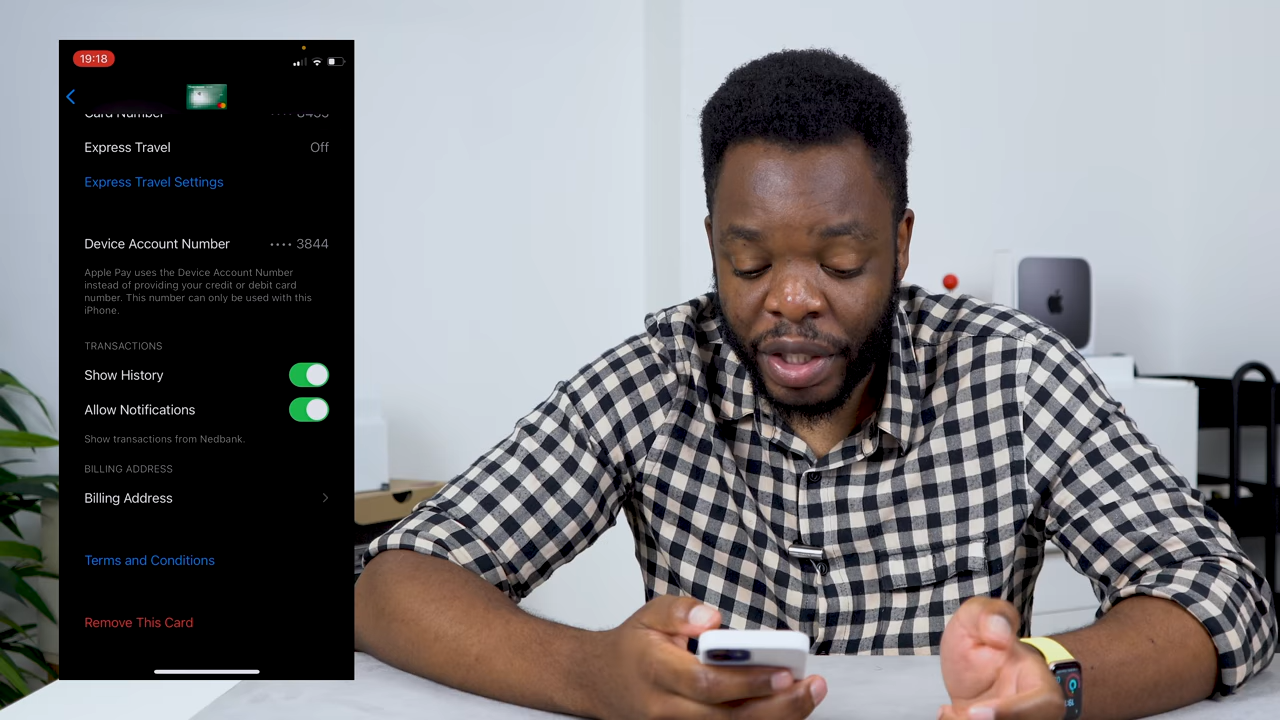 19:18
Card Number
Express Travel Off
Express Travel Settings
Device Account Number •••• 3844
Apple Pay uses the Device Account Number
instead of providing your credit or debit card
number. This number can only be used with this
iPhone.
TRANSACTIONS
Show History
Allow Notifications
Show transactions from Nedbank.
BILLING ADDRESS
Billing Address
Terms and Conditions
Remove This Card